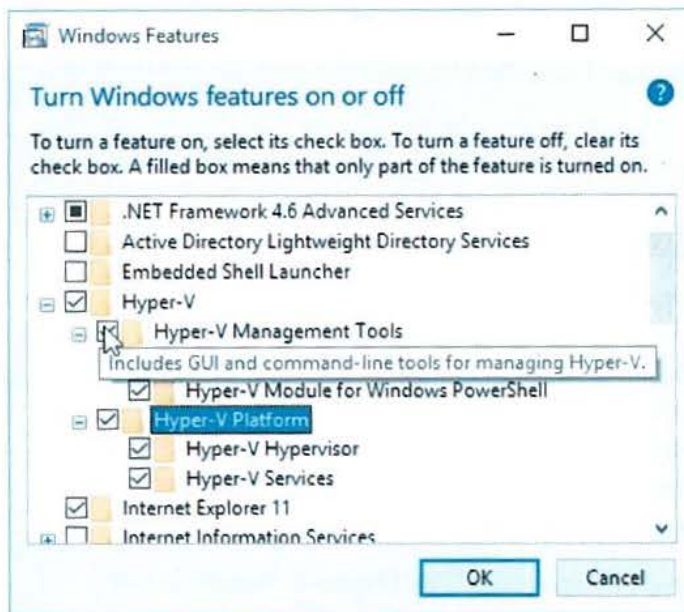 Windows Features
Turn Windows features on or off
To turn a feature on, select its check box. To turn a feature off, clear its
check box. A filled box means that only part of the feature is turned on.
.NET Framework 4.6 Advanced Services
Active Directory Lightweight Directory Services
Embedded Shell Launcher
Hyper-V
Hyper-V Management Tools
Includes GUI and command-line tools for managing Hyper-V.
Hyper-V Module for Windows PowerShell
Hyper-V Platform
Hyper-V Hypervisor
Hyper-V Services
Internet Explorer 11
Internet Information Services
OK Cancel